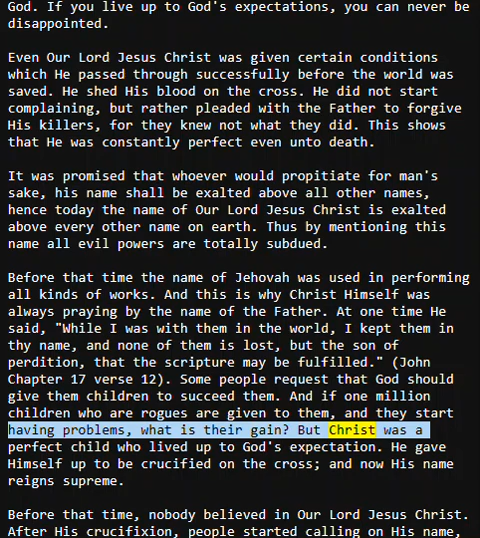 God. If you live up to God's expectations, you can never be
disappointed.
Even Our Lord Jesus Christ was given certain conditions
which He passed through successfully before the world was
saved. He shed His blood on the cross. He did not start
complaining, but rather pleaded with the Father to forgive
His killers, for they knew not what they did. This shows
that He was constantly perfect even unto death.
It was promised that whoever would propitiate for man's
sake, his name shall be exalted above all other names,
hence today the name of Our Lord Jesus Christ is exalted
above every other name on earth. Thus by mentioning this
name all evil powers are totally subdued.
Before that time the name of Jehovah was used in performing
all kinds of works. And this is why Christ Himself was
always praying by the name of the Father. At one time He
said, "While I was with them in the world, I kept them in
thy name, and none of them is lost, but the son of
perdition, that the scripture may be fulfilled." (John
Chapter 17 verse 12). Some people request that God should
give them children to succeed them. And if one million
children who are rogues are given to them, and they start
having problems, what is their gain? But Christ was a
perfect child who lived up to God's expectation. He gave
Himself up to be crucified on the cross; and now His name
reigns supreme.
Before that time, nobody believed in Our Lord Jesus Christ.
After His crucifixion, people started calling on His name,